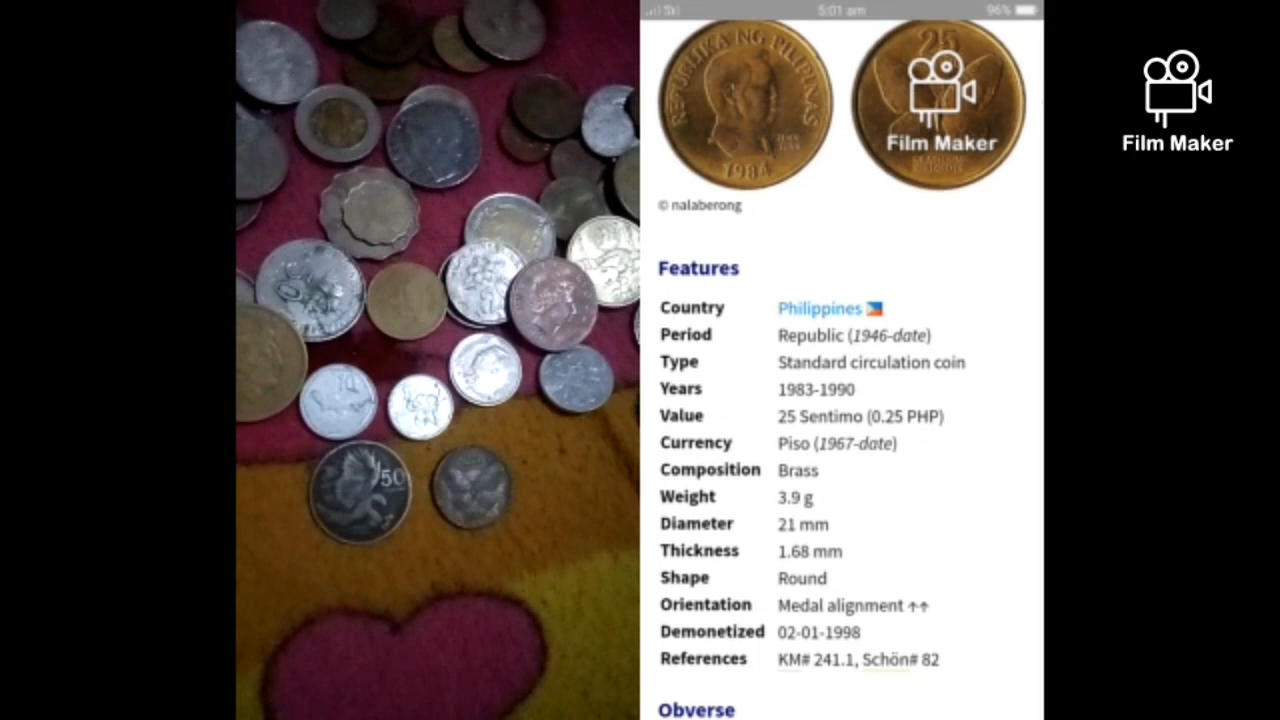 5:01 am
96%
REPUBLIKA NG PILIPINAS
1984
25
Film Maker
Film Maker
© nalaberong
Features
Country Philippines
Period Republic (1946-date)
Type Standard circulation coin
Years 1983-1990
Value 25 Sentimo (0.25 PHP)
Currency Piso (1967-date)
Composition Brass
Weight 3.9 g
Diameter 21 mm
Thickness 1.68 mm
Shape Round
Orientation Medal alignment ↑↑
Demonetized 02-01-1998
References KM# 241.1, Schön# 82
Obverse
10
50